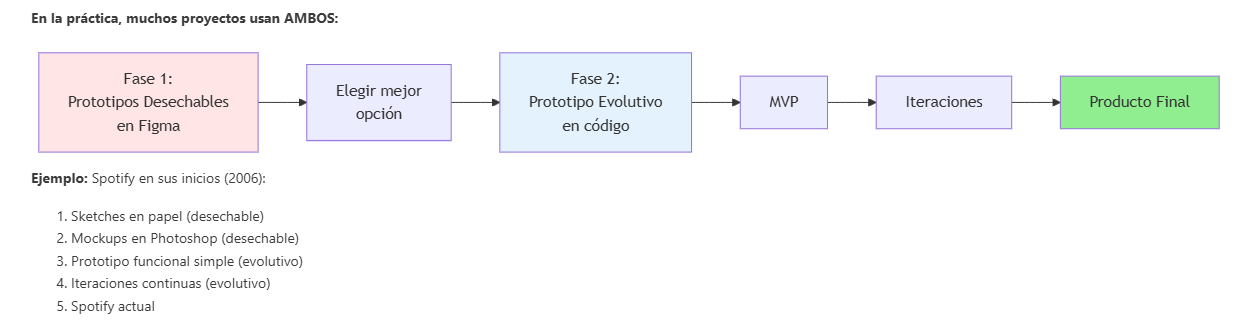 En la práctica, muchos proyectos usan AMBOS:
Fase 1:
Prototipos Desechables
en Figma
Elegir mejor
opción
Fase 2:
Prototipo Evolutivo
en código
MVP
Iteraciones
Producto Final
Ejemplo: Spotify en sus inicios (2006):
1. Sketches en papel (desechable)
2. Mockups en Photoshop (desechable)
3. Prototipo funcional simple (evolutivo)
4. Iteraciones continuas (evolutivo)
5. Spotify actual